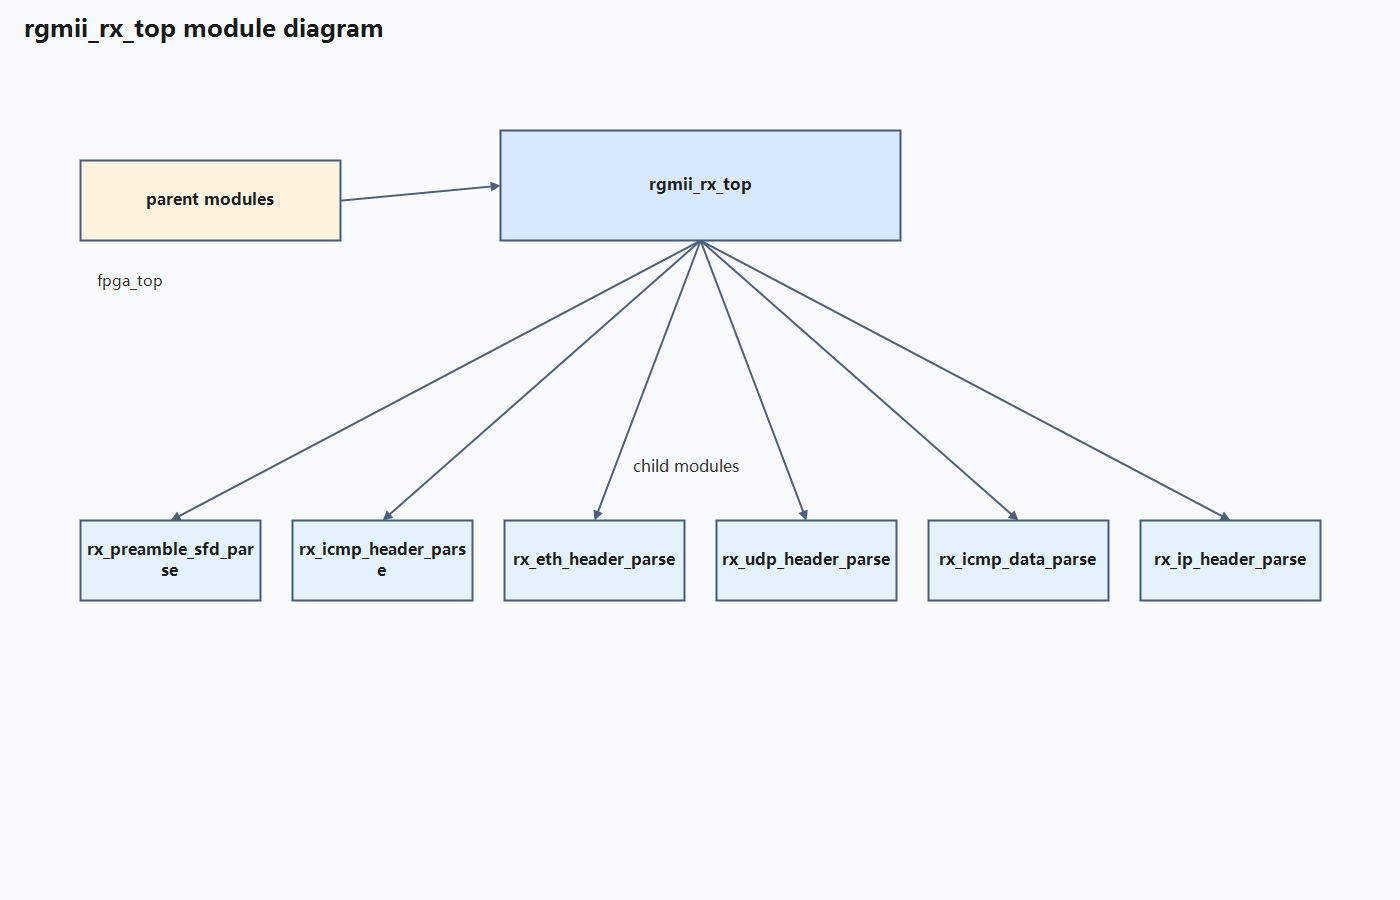 rgmii_rx_top module diagram
parent modules
rgmii_rx_top
fpga_top
child modules
rx_preamble_sfd_par
se
rx_icmp_header_pars
e
rx_eth_header_parse
rx_udp_header_parse
rx_icmp_data_parse
rx_ip_header_parse